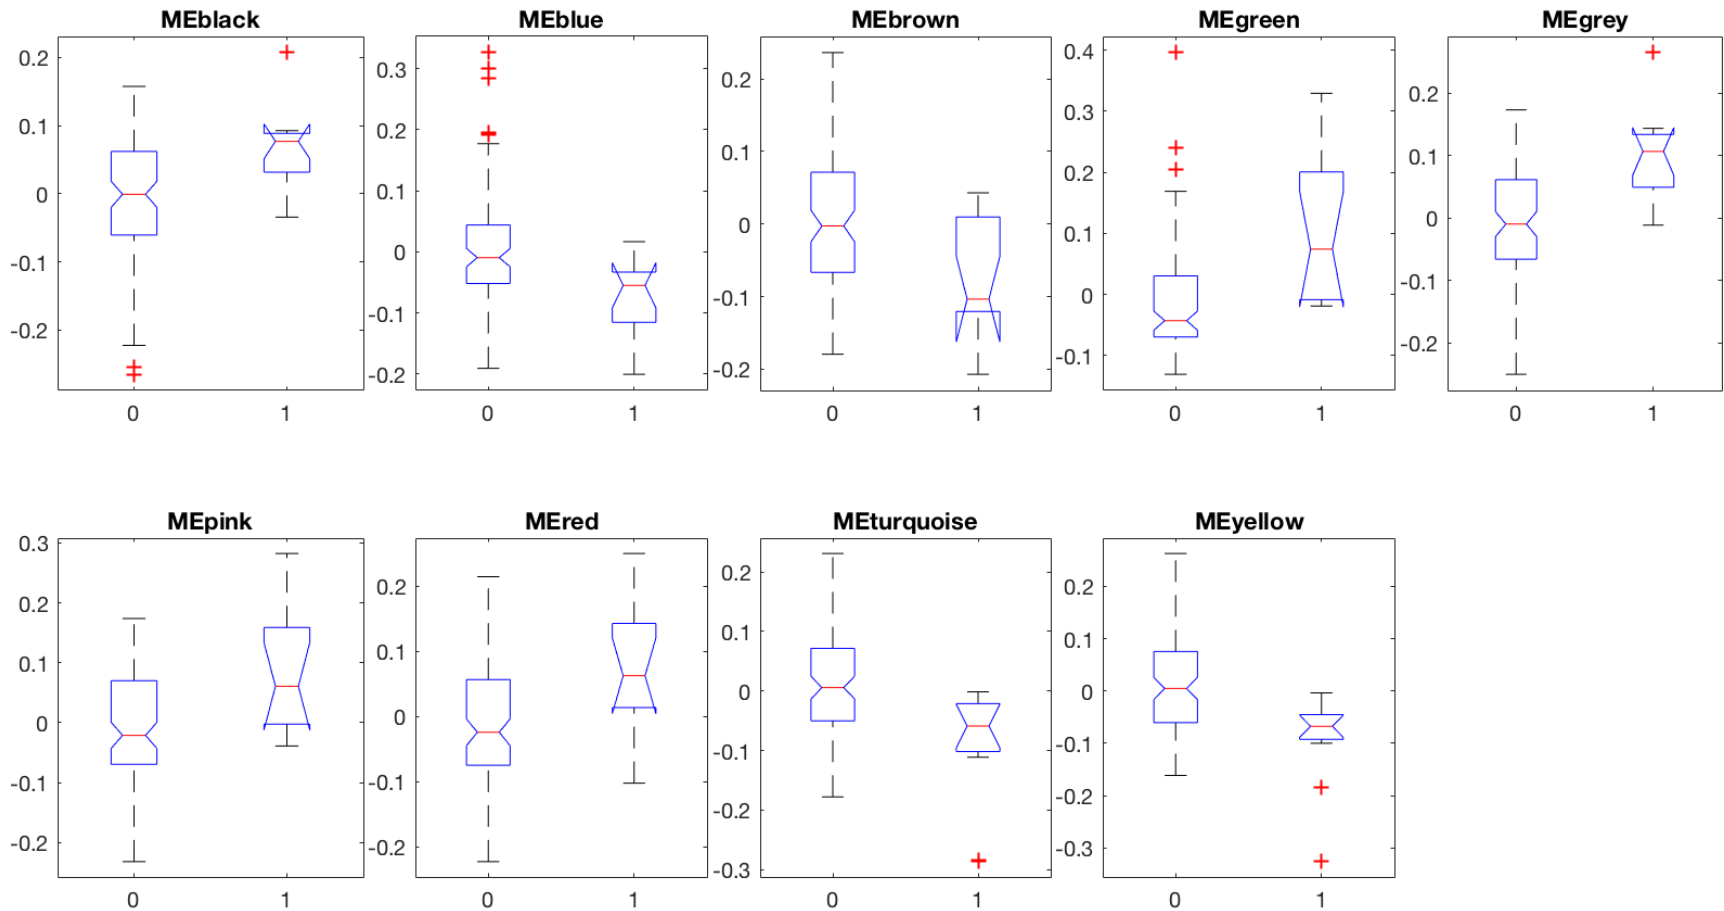 MEblack MEblue MEbrown MEgreen MEgrey
0.2 0.1 0 -0.1 -0.2
0 1
0.3 0.2 0.1 0 -0.1 -0.2
0 1
0.2 0.1 0 -0.1 -0.2
0 1
0.4 0.3 0.2 0.1 0 -0.1
0 1
0.2 0.1 0 -0.1 -0.2
0 1
MEpink MEred MEturquoise MEyellow
0.3 0.2 0.1 0 -0.1 -0.2
0 1
0.2 0.1 0 -0.1 -0.2
0 1
0.2 0.1 0 -0.1 -0.2 -0.3
0 1
0.2 0.1 0 -0.1 -0.2 -0.3
0 1